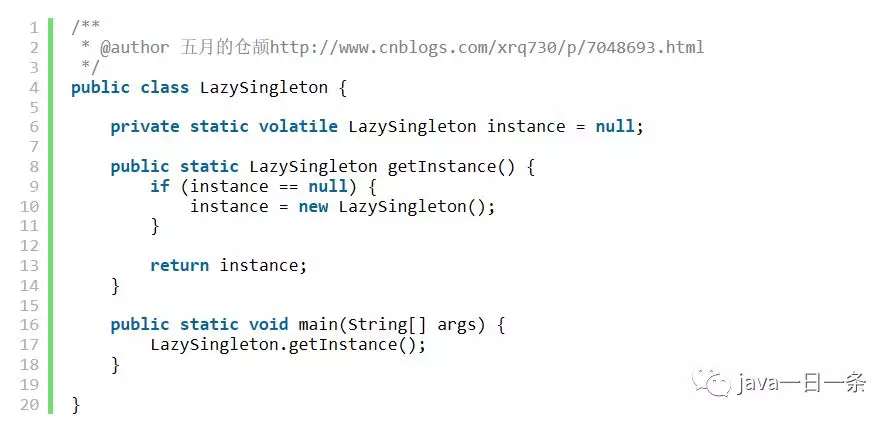 1 /**
2  * @author 五月的仓颉http://www.cnblogs.com/xrq730/p/7048693.html
3  */
4 public class LazySingleton {
5
6     private static volatile LazySingleton instance = null;
7
8     public static LazySingleton getInstance() {
9         if (instance == null) {
10             instance = new LazySingleton();
11         }
12
13         return instance;
14     }
15
16     public static void main(String[] args) {
17         LazySingleton.getInstance();
18     }
19
20 }
java一日一条